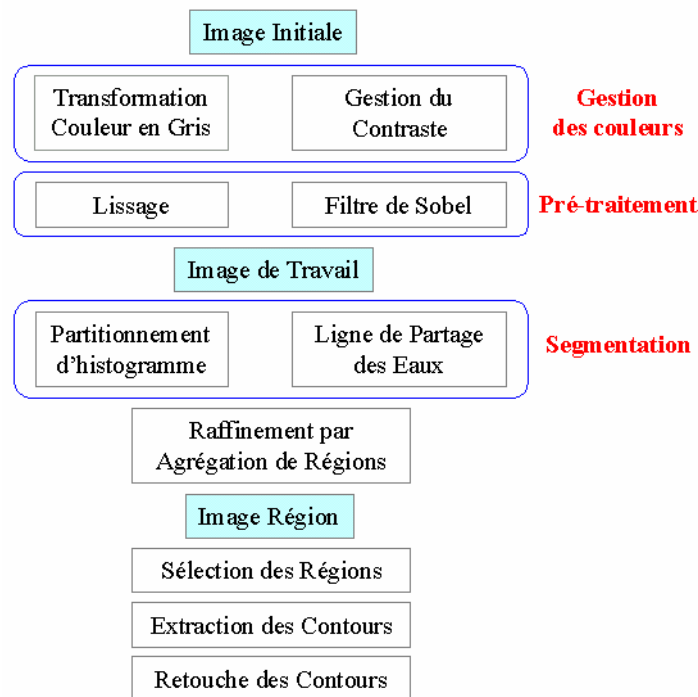 Image Initiale
Transformation
Couleur en Gris
Gestion du
Contraste
Gestion
des couleurs
Lissage
Filtre de Sobel
Pré-traitement
Image de Travail
Partitionnement
d'histogramme
Ligne de Partage
des Eaux
Segmentation
Raffinement par
Agrégation de Régions
Image Région
Sélection des Régions
Extraction des Contours
Retouche des Contours